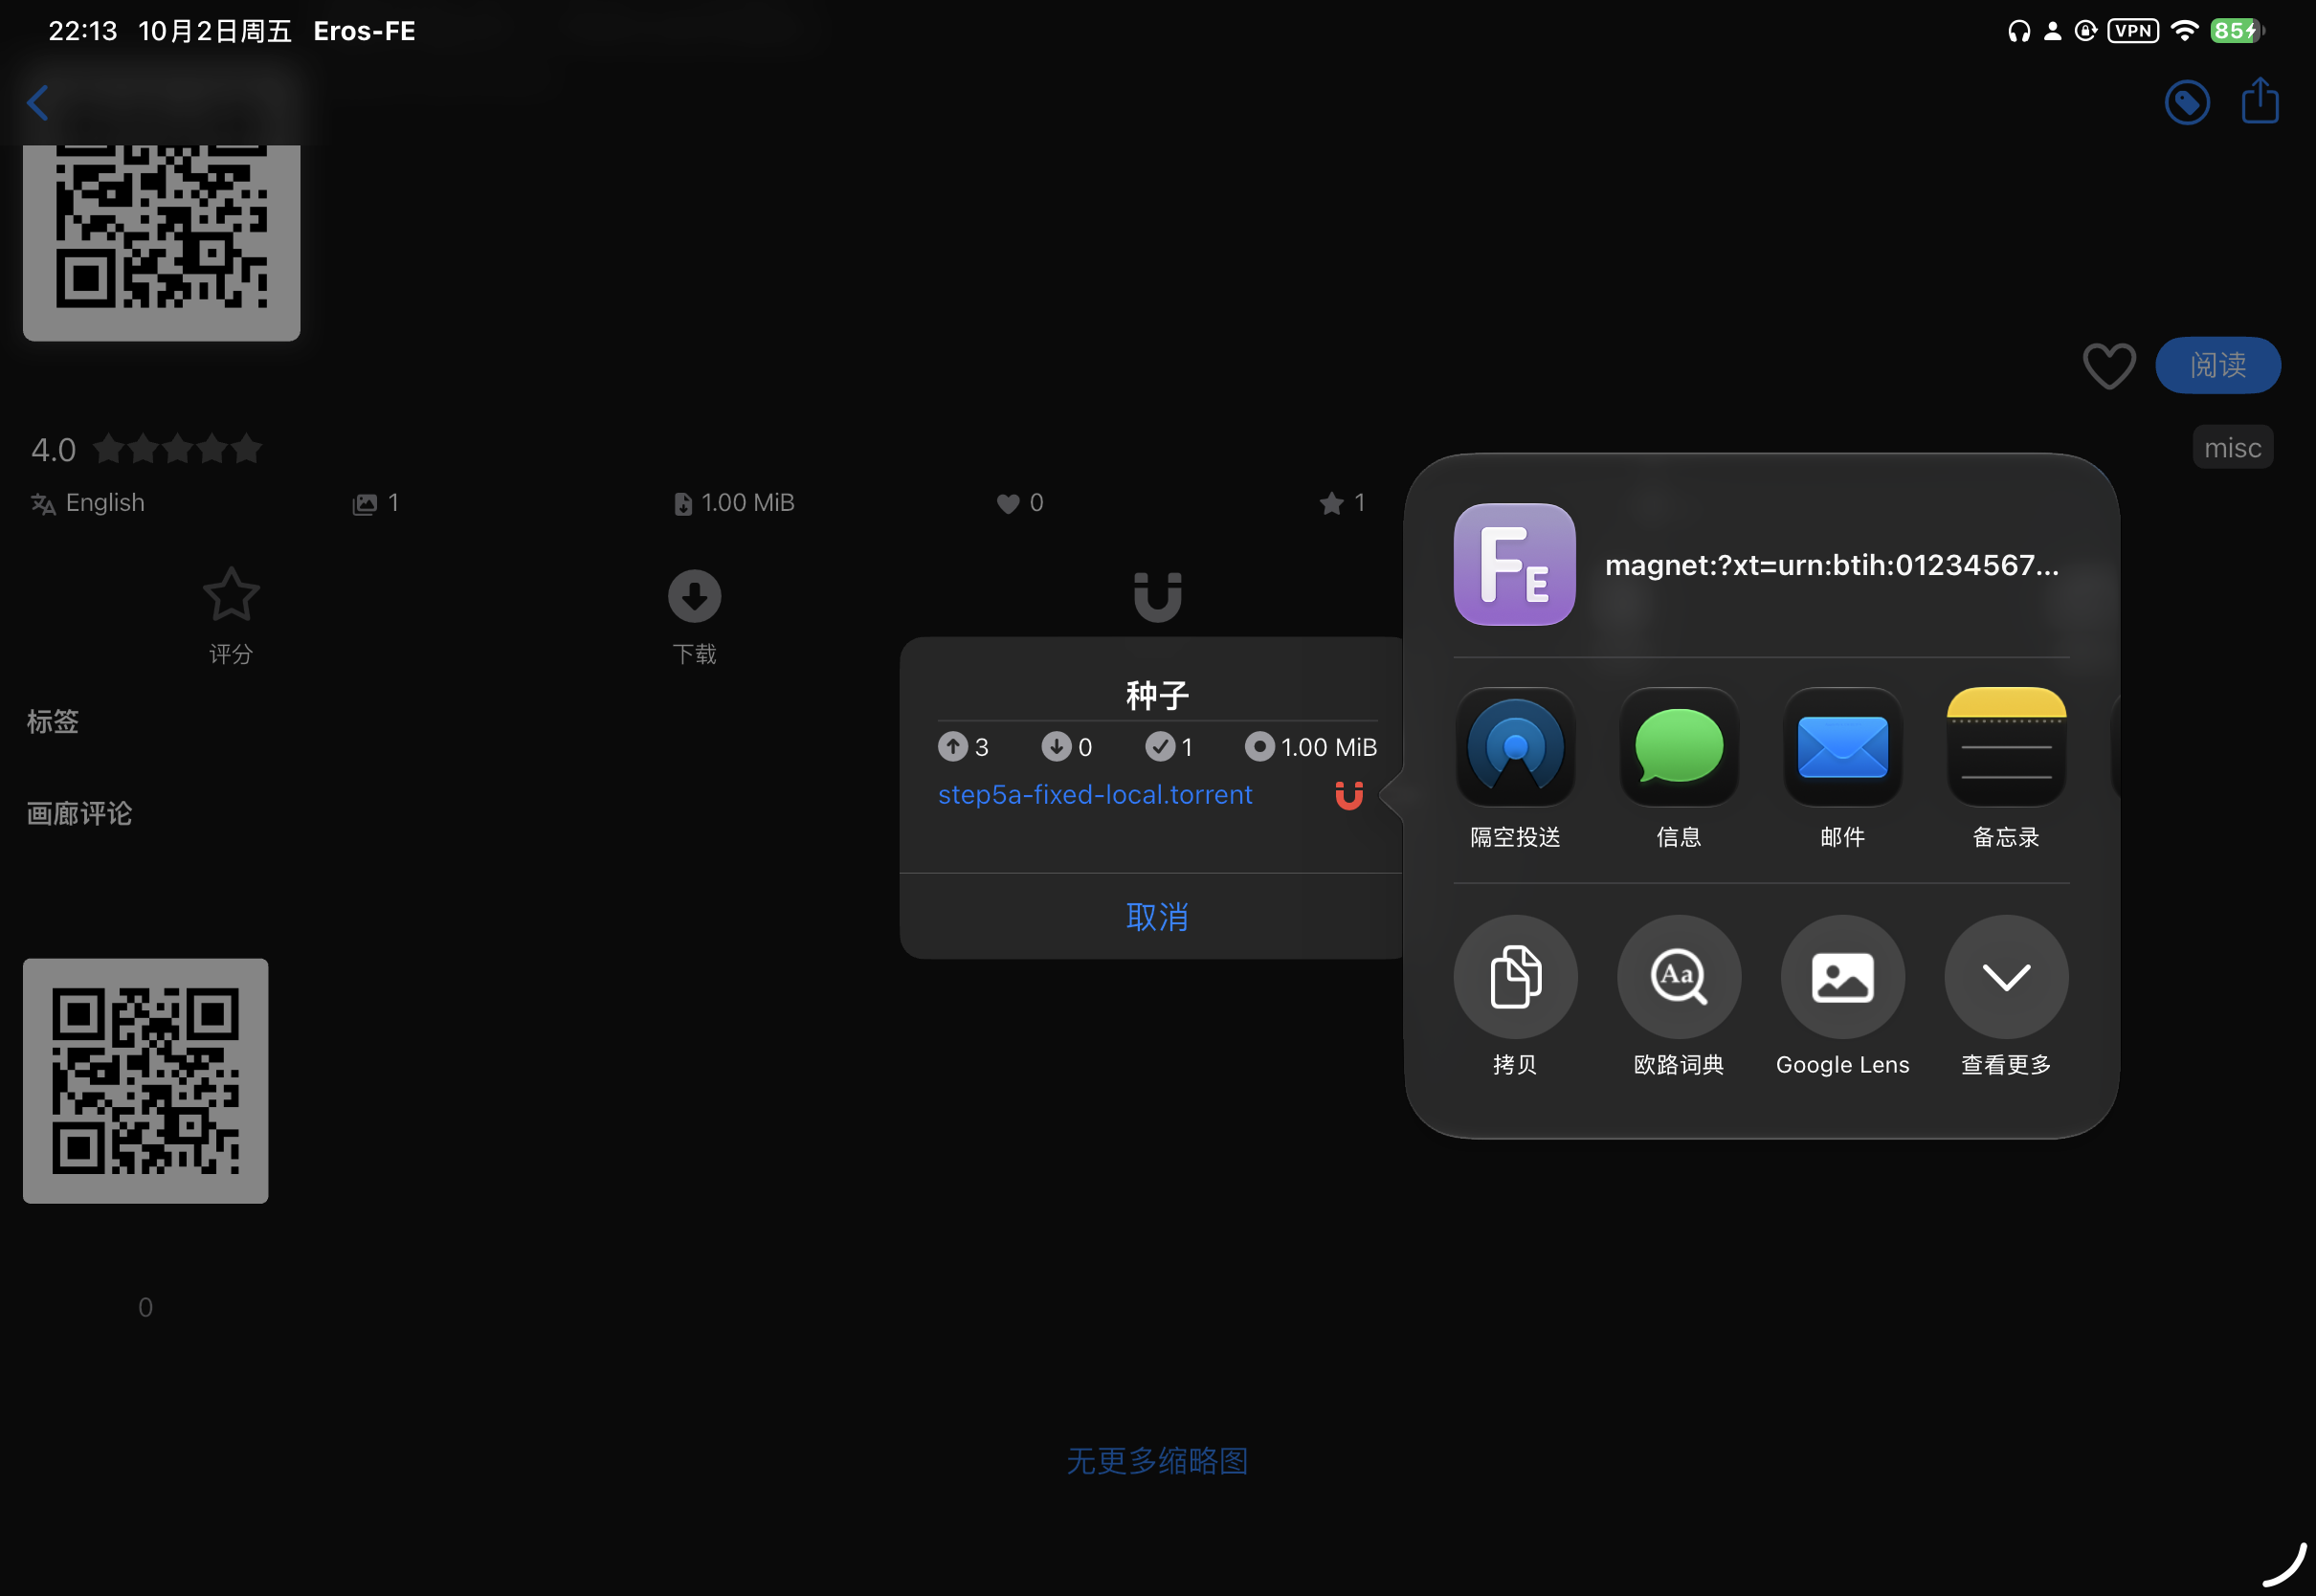 22:13 10月2日周五 Eros-FE
VPN 85
阅读
4.0
misc
English 1 1.00 MiB 0 1
评分 下载
标签
画廊评论
种子
3 0 1 1.00 MiB
step5a-fixed-local.torrent
取消
FE
magnet:?xt=urn:btih:01234567...
隔空投送 信息 邮件 备忘录
Aa
拷贝 欧路词典 Google Lens 查看更多
0
无更多缩略图